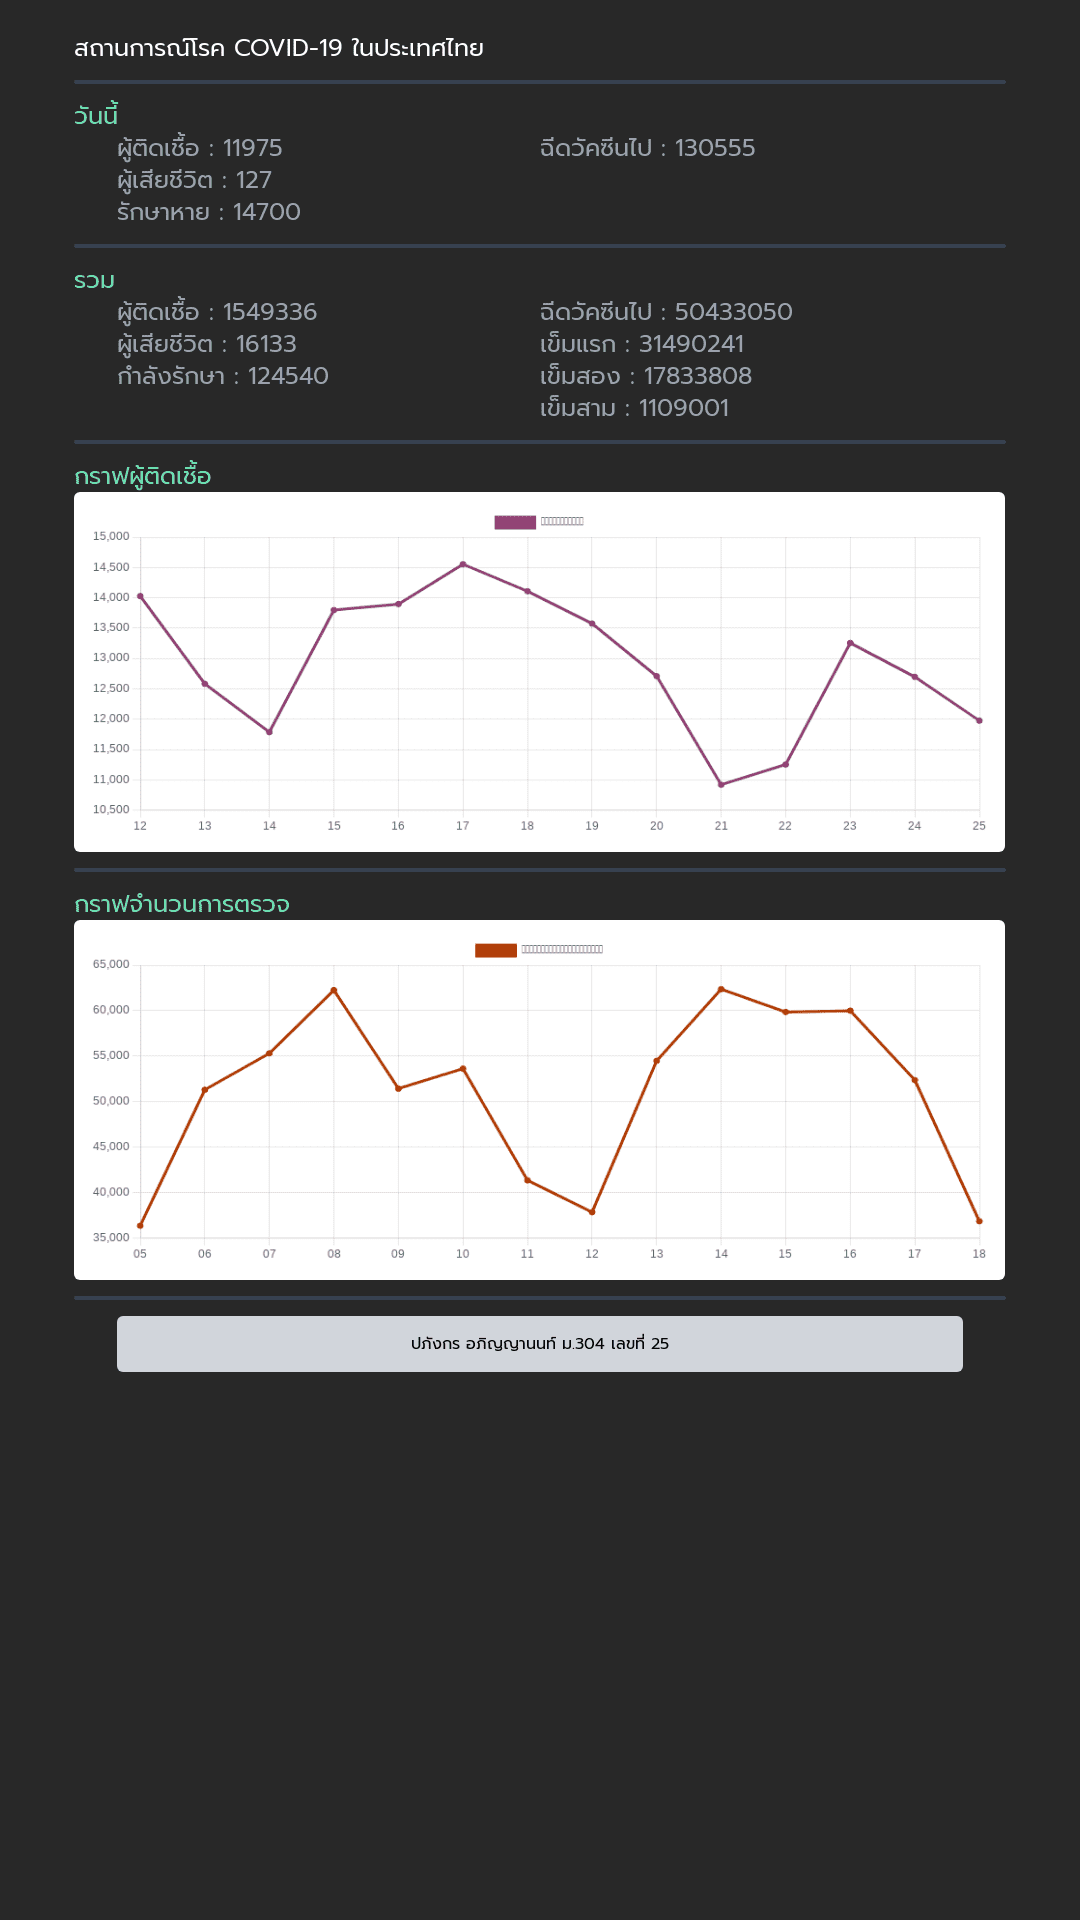 สถานการณ์โรค COVID-19 ในประเทศไทย
วันนี้
ผู้ติดเชื้อ : 11975
ผู้เสียชีวิต : 127
รักษาหาย : 14700
ฉีดวัคซีนไป : 130555
รวม
ผู้ติดเชื้อ : 1549336
ผู้เสียชีวิต : 16133
กำลังรักษา : 124540
ฉีดวัคซีนไป : 50433050
เข็มแรก : 31490241
เข็มสอง : 17833808
เข็มสาม : 1109001
กราฟผู้ติดเชื้อ
15,000
14,500
14,000
13,500
13,000
12,500
12,000
11,500
11,000
10,500
12 13 14 15 16 17 18 19 20 21 22 23 24 25
กราฟจำนวนการตรวจ
65,000
60,000
55,000
50,000
45,000
40,000
35,000
05 06 07 08 09 10 11 12 13 14 15 16 17 18
ปภังกร อภิญญานนท์ ม.304 เลขที่ 25